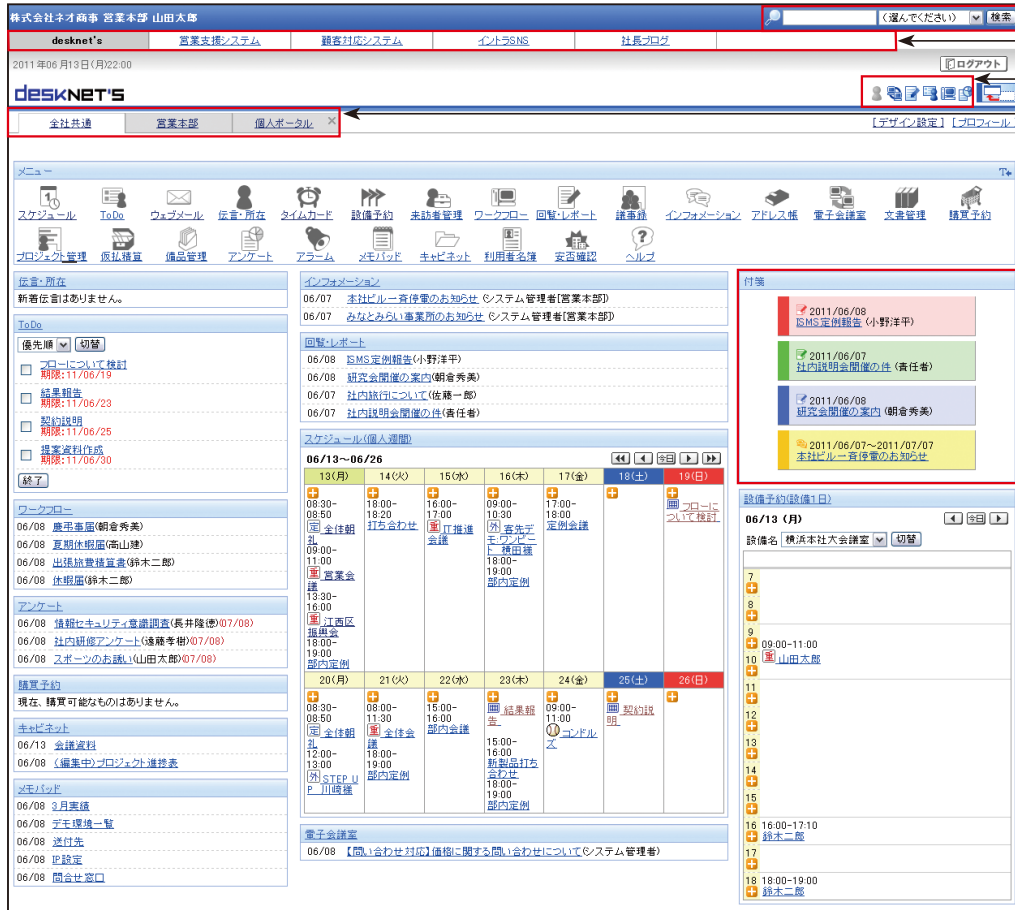 株式会社ネオ商事 営業本部 山田太郎
(選んでください) 検索
desknet's 営業支援システム 顧客対応システム イントラSNS 社長ブログ
2011年06月13日(月)22:00 ログアウト
deskNET'S
全社共通 営業本部 個人ポータル ×
[デザイン設定] [プロフィール
メニュー
スケジュール ToDo ウェブメール 伝言・所在 タイムカード 設備予約 来訪者管理 ワークフロー 回覧・レポート 議事録 インフォメーション アドレス帳 電子会議室 文書管理 購買予約
プロジェクト管理 仮払精算 備品管理 アンケート アラーム メモパッド キャビネット 利用者名簿 安否確認 ヘルプ
伝言・所在
新着伝言はありません。
ToDo
優先順 切替
フローについて検討
期限:11/06/19
結果報告
期限:11/06/23
契約説明
期限:11/06/25
提案資料作成
期限:11/06/30
終了
ワークフロー
06/08 慶弔事届(朝倉秀美)
06/08 夏期休暇届(高山建)
06/08 出張旅費精算書(鈴木二郎)
06/08 休暇届(鈴木二郎)
アンケート
06/08 情報セキュリティ意識調査(長井隆徳)(07/08)
06/08 社内研修アンケート(遠藤孝樹)(07/08)
06/08 スポーツのお誘い(山田太郎)(07/08)
購買予約
現在、購買可能なものはありません。
キャビネット
06/13 会議資料
06/08 (編集中)プロジェクト進捗表
メモパッド
06/08 3月実績
06/08 デモ環境一覧
06/08 送付先
06/08 IP設定
06/08 問合せ窓口
インフォメーション
06/07 本社ビル一斉停電のお知らせ (システム管理者[営業本部])
06/07 みなとみらい事業所のお知らせ (システム管理者[営業本部])
回覧・レポート
06/08 ISMS定例報告(小野洋平)
06/08 研究会開催の案内(朝倉秀美)
06/07 社内旅行について(佐藤一郎)
06/07 社内説明会開催の件(責任者)
スケジュール(個人週間)
06/13~06/26 今日
13(月) 14(火) 15(水) 16(木) 17(金) 18(土) 19(日)
08:30-
08:50
定 全体朝
礼
09:00-
11:00
重 営業会
議
13:30-
16:00
重 江西区
振興会
18:00-
19:00
部内定例
18:00-
18:20
打ち合わせ
16:00-
17:00
重 IT推進
会議
09:00-
10:30
外 客先デ
モ:ワンビー
ト 横田様
18:00-
19:00
部内定例
17:00-
18:00
定例会議
フローに
ついて検討
20(月) 21(火) 22(水) 23(木) 24(金) 25(土) 26(日)
08:30-
08:50
定 全体朝
礼
12:00-
13:00
外 STEP U
P 川崎様
08:00-
11:30
重 全体会
議
18:00-
19:00
部内定例
15:00-
16:00
部内会議
結果報
告
15:00-
16:00
新製品打ち
合わせ
18:00-
19:00
部内定例
09:00-
11:00
コンドル
ズ
契約説
明
電子会議室
06/08 【問い合わせ対応】価格に関する問い合わせについて(システム管理者)
付箋
2011/06/08
ISMS定例報告 (小野洋平)
2011/06/07
社内説明会開催の件 (責任者)
2011/06/08
研究会開催の案内 (朝倉秀美)
2011/06/07~2011/07/07
本社ビル一斉停電のお知らせ
設備予約(設備1日)
06/13 (月) 今日
設備名 横浜本社大会議室 切替
7
8
9
09:00-11:00
10 重 山田太郎
11
12
13
14
15
16 16:00-17:10
鈴木二郎
17
18 18:00-19:00
鈴木二郎